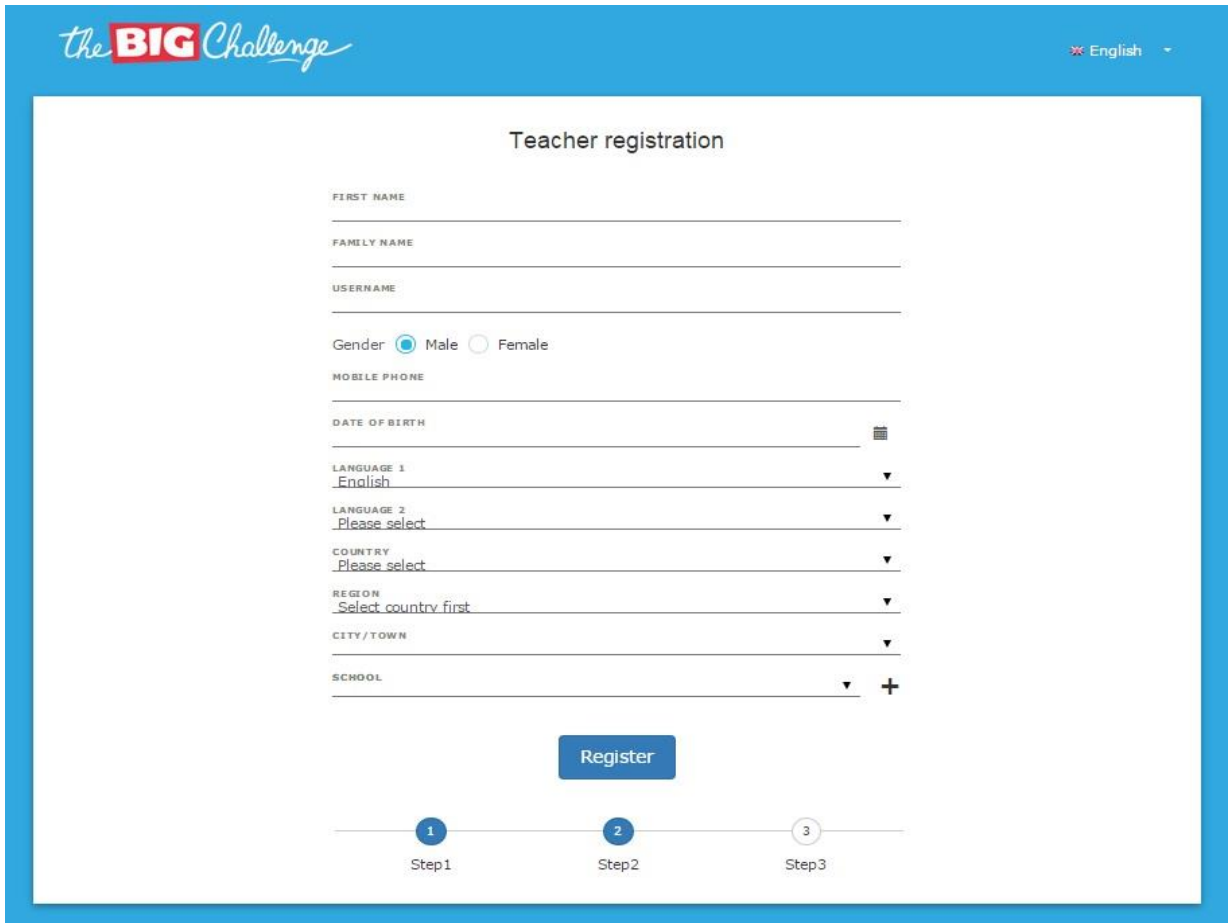 the BIG Challenge
English
Teacher registration
FIRST NAME
FAMILY NAME
USERNAME
Gender Male Female
MOBILE PHONE
DATE OF BIRTH
LANGUAGE 1
English
LANGUAGE 2
Please select
COUNTRY
Please select
REGION
Select country first
CITY/TOWN
SCHOOL
Register
1 2 3
Step1 Step2 Step3